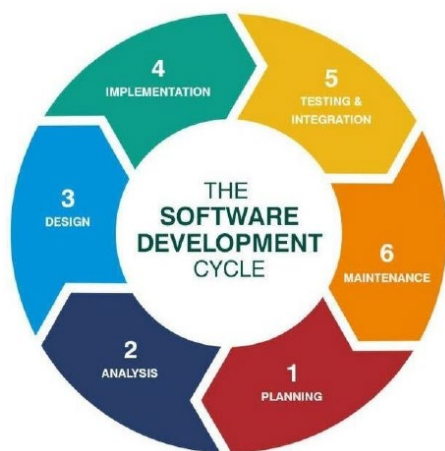 THE
SOFTWARE
DEVELOPMENT
CYCLE
1
PLANNING
2
ANALYSIS
3
DESIGN
4
IMPLEMENTATION
5
TESTING &
INTEGRATION
6
MAINTENANCE